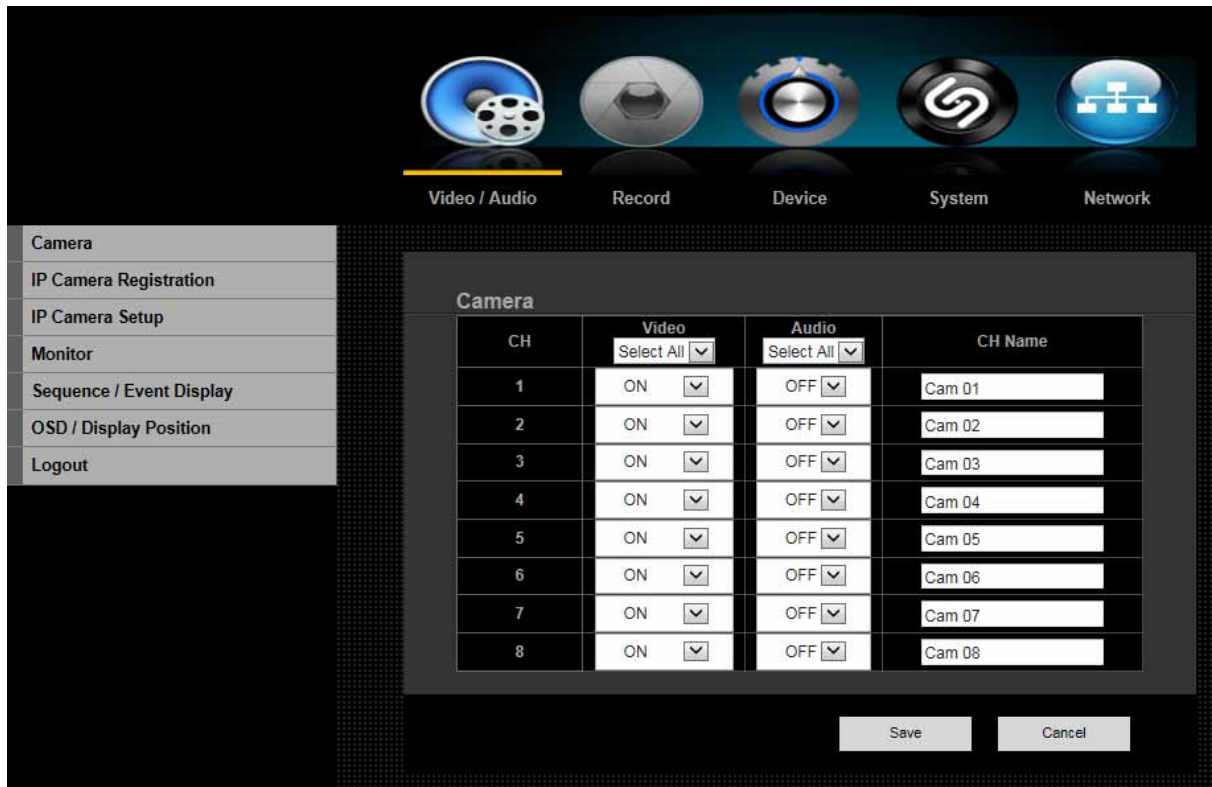 Video / Audio Record Device System Network
Camera
IP Camera Registration
IP Camera Setup
Monitor
Sequence / Event Display
OSD / Display Position
Logout
Camera
CH Video Audio CH Name
Select All Select All
1 ON OFF Cam 01
2 ON OFF Cam 02
3 ON OFF Cam 03
4 ON OFF Cam 04
5 ON OFF Cam 05
6 ON OFF Cam 06
7 ON OFF Cam 07
8 ON OFF Cam 08
Save Cancel